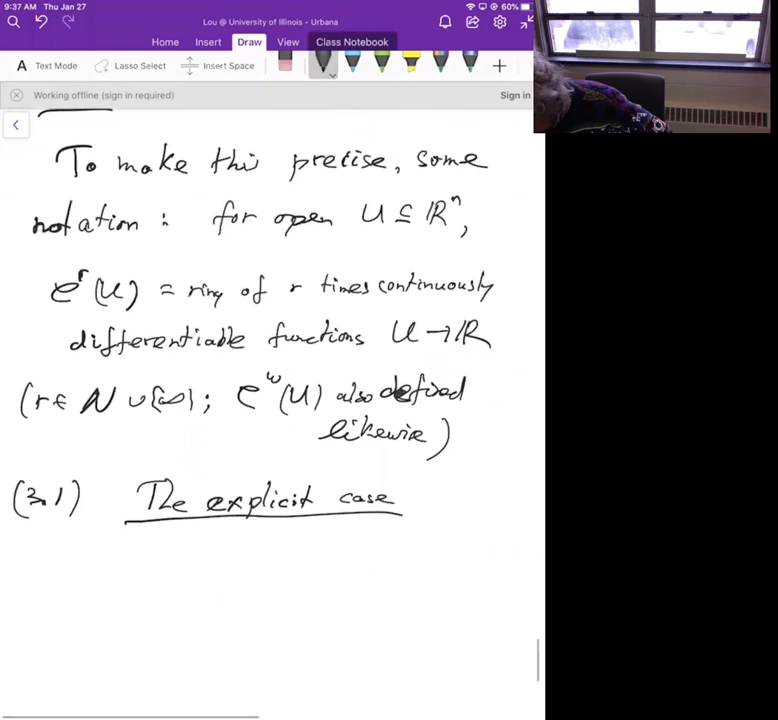 9:37 AM Thu Jan 27
60%
Lou @ University of Illinois - Urbana
Home Insert Draw View Class Notebook
Text Mode Lasso Select Insert Space
Working offline (sign in required) Sign in
To make this precise, some
notation : for open U ⊆ ℝⁿ,
𝒞ʳ(U) = ring of r times continuously
differentiable functions U → ℝ
(r ∈ ℕ ∪ {∞}; 𝒞^ω(U) also defined
likewise)
(3.1) The explicit case